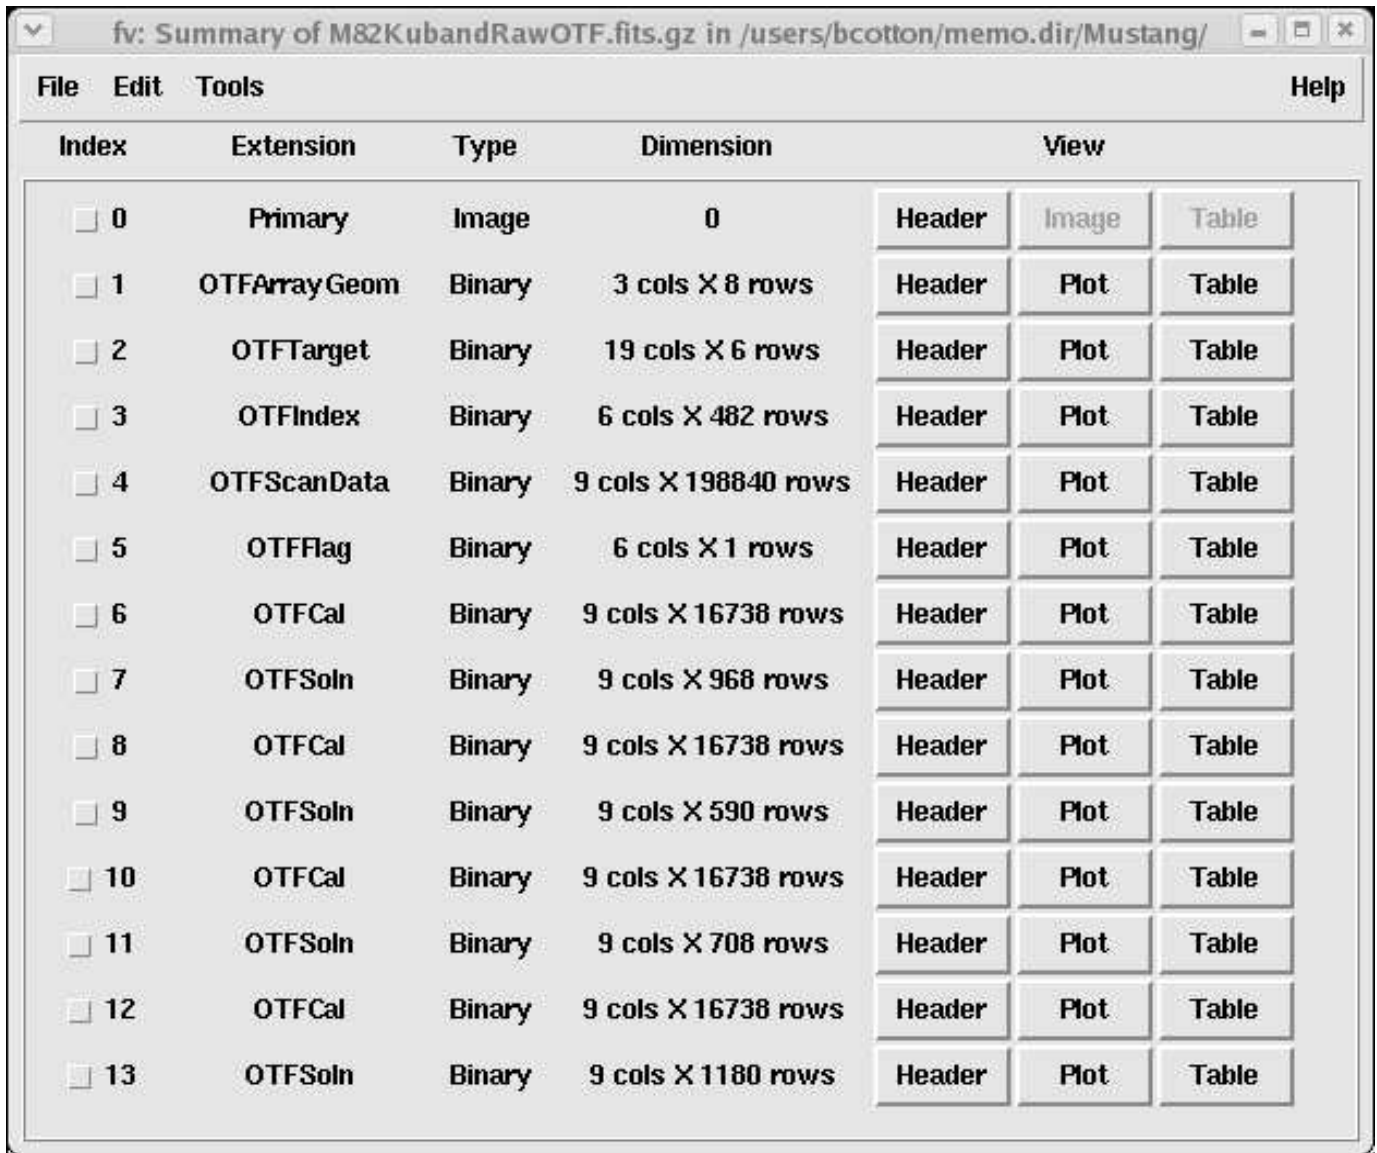 fv: Summary of M82KubandRawOTF.fits.gz in /users/bcotton/memo.dir/Mustang/
File Edit Tools Help
Index Extension Type Dimension View
0 Primary Image 0 Header Image Table
1 OTFArrayGeom Binary 3 cols X 8 rows Header Plot Table
2 OTFTarget Binary 19 cols X 6 rows Header Plot Table
3 OTFIndex Binary 6 cols X 482 rows Header Plot Table
4 OTFScanData Binary 9 cols X 198840 rows Header Plot Table
5 OTFFlag Binary 6 cols X 1 rows Header Plot Table
6 OTFCal Binary 9 cols X 16738 rows Header Plot Table
7 OTFSoln Binary 9 cols X 968 rows Header Plot Table
8 OTFCal Binary 9 cols X 16738 rows Header Plot Table
9 OTFSoln Binary 9 cols X 590 rows Header Plot Table
10 OTFCal Binary 9 cols X 16738 rows Header Plot Table
11 OTFSoln Binary 9 cols X 708 rows Header Plot Table
12 OTFCal Binary 9 cols X 16738 rows Header Plot Table
13 OTFSoln Binary 9 cols X 1180 rows Header Plot Table